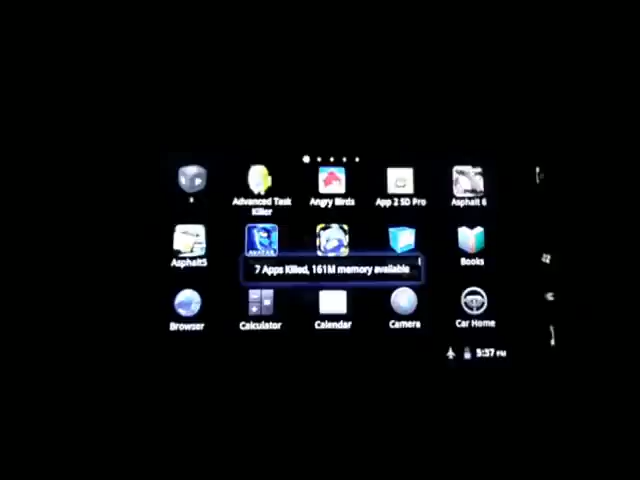 Advanced Task
Killer
Angry Birds
App 2 SD Pro
Asphalt 6
Asphalt5
AVATAR
Books
7 Apps Killed, 161M memory available
Browser
Calculator
Calendar
Camera
Car Home
5:37 PM